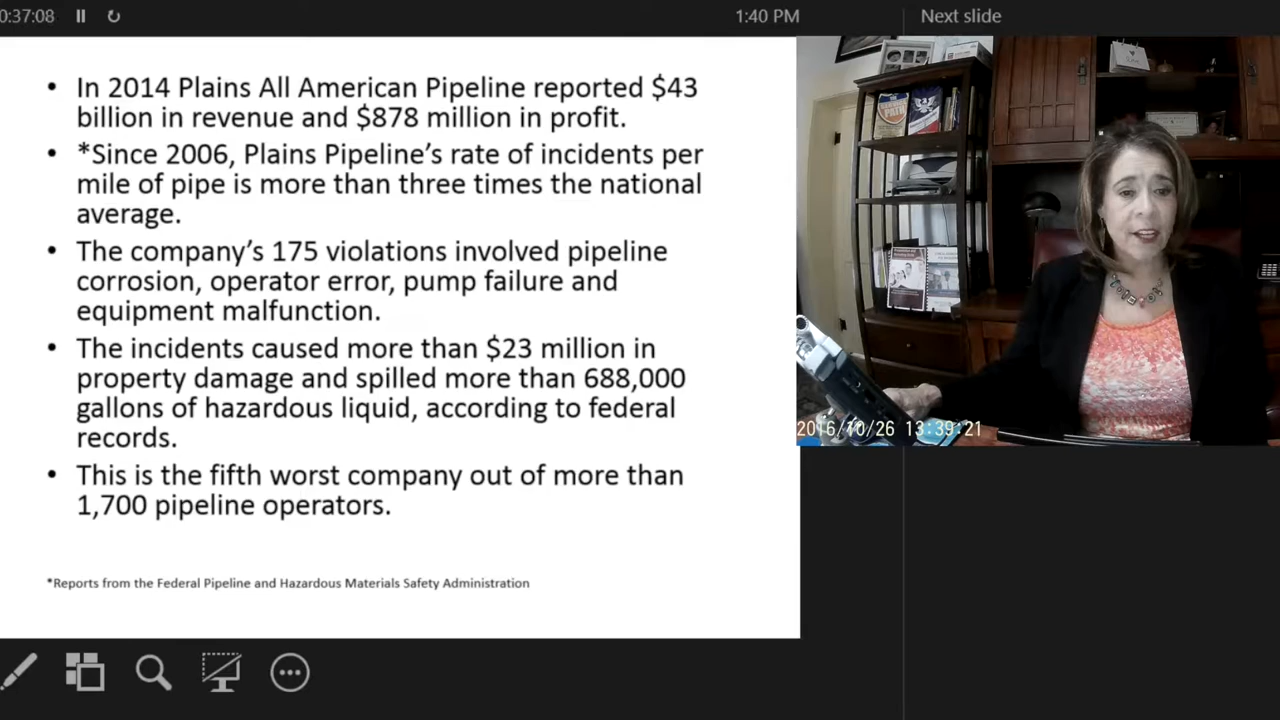 0:37:08
1:40 PM
Next slide
• In 2014 Plains All American Pipeline reported $43
billion in revenue and $878 million in profit.
• *Since 2006, Plains Pipeline’s rate of incidents per
mile of pipe is more than three times the national
average.
• The company’s 175 violations involved pipeline
corrosion, operator error, pump failure and
equipment malfunction.
• The incidents caused more than $23 million in
property damage and spilled more than 688,000
gallons of hazardous liquid, according to federal
records.
• This is the fifth worst company out of more than
1,700 pipeline operators.
*Reports from the Federal Pipeline and Hazardous Materials Safety Administration
2016/10/26 13:39:21